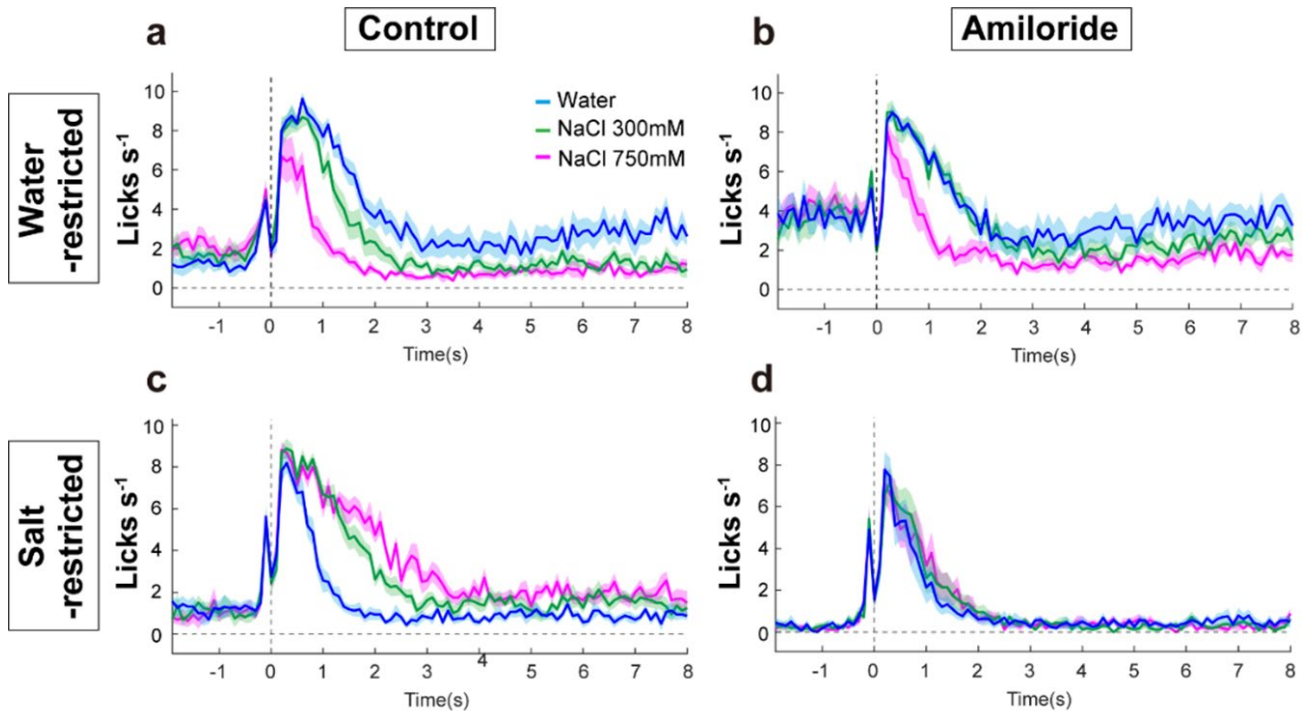 a
Control
b
Amiloride
Water
-restricted
Licks s⁻¹
10
8
6
4
2
0
-1 0 1 2 3 4 5 6 7 8
Time(s)
Water
NaCl 300mM
NaCl 750mM
Licks s⁻¹
10
8
6
4
2
0
-1 0 1 2 3 4 5 6 7 8
Time(s)
c
d
Salt
-restricted
Licks s⁻¹
10
8
6
4
2
0
-1 0 1 2 3 4 5 6 7 8
Time(s)
Licks s⁻¹
10
8
6
4
2
0
-1 0 1 2 3 4 5 6 7 8
Time(s)